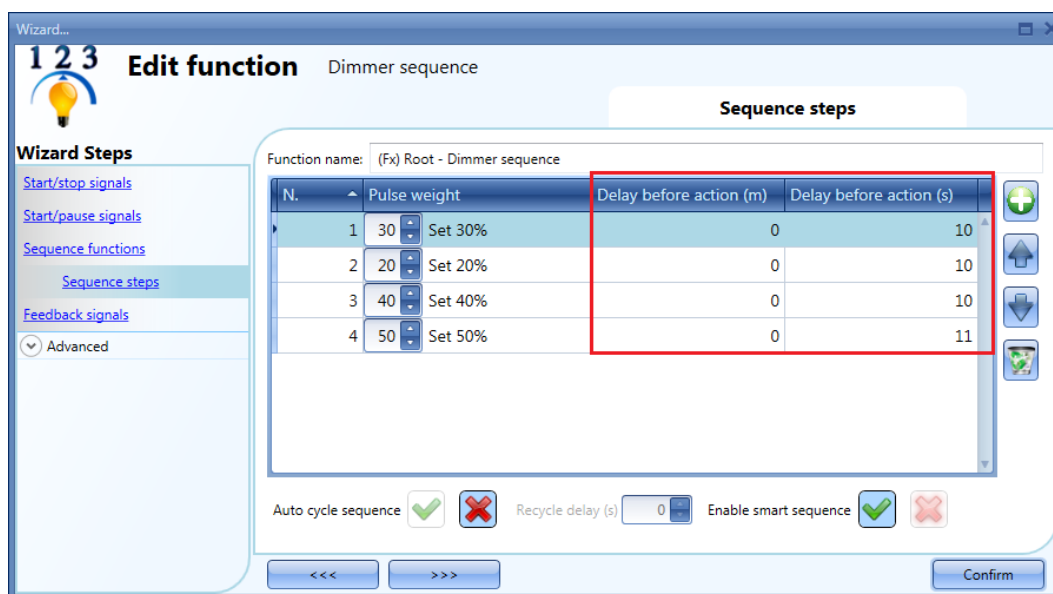 Wizard...
1 2 3
Edit function Dimmer sequence
Sequence steps
Wizard Steps
Start/stop signals
Start/pause signals
Sequence functions
Sequence steps
Feedback signals
Advanced
Function name: (Fx) Root - Dimmer sequence
N. Pulse weight Delay before action (m) Delay before action (s)
1 30 Set 30% 0 10
2 20 Set 20% 0 10
3 40 Set 40% 0 10
4 50 Set 50% 0 11
Auto cycle sequence Recycle delay (s) 0 Enable smart sequence
<<< >>> Confirm